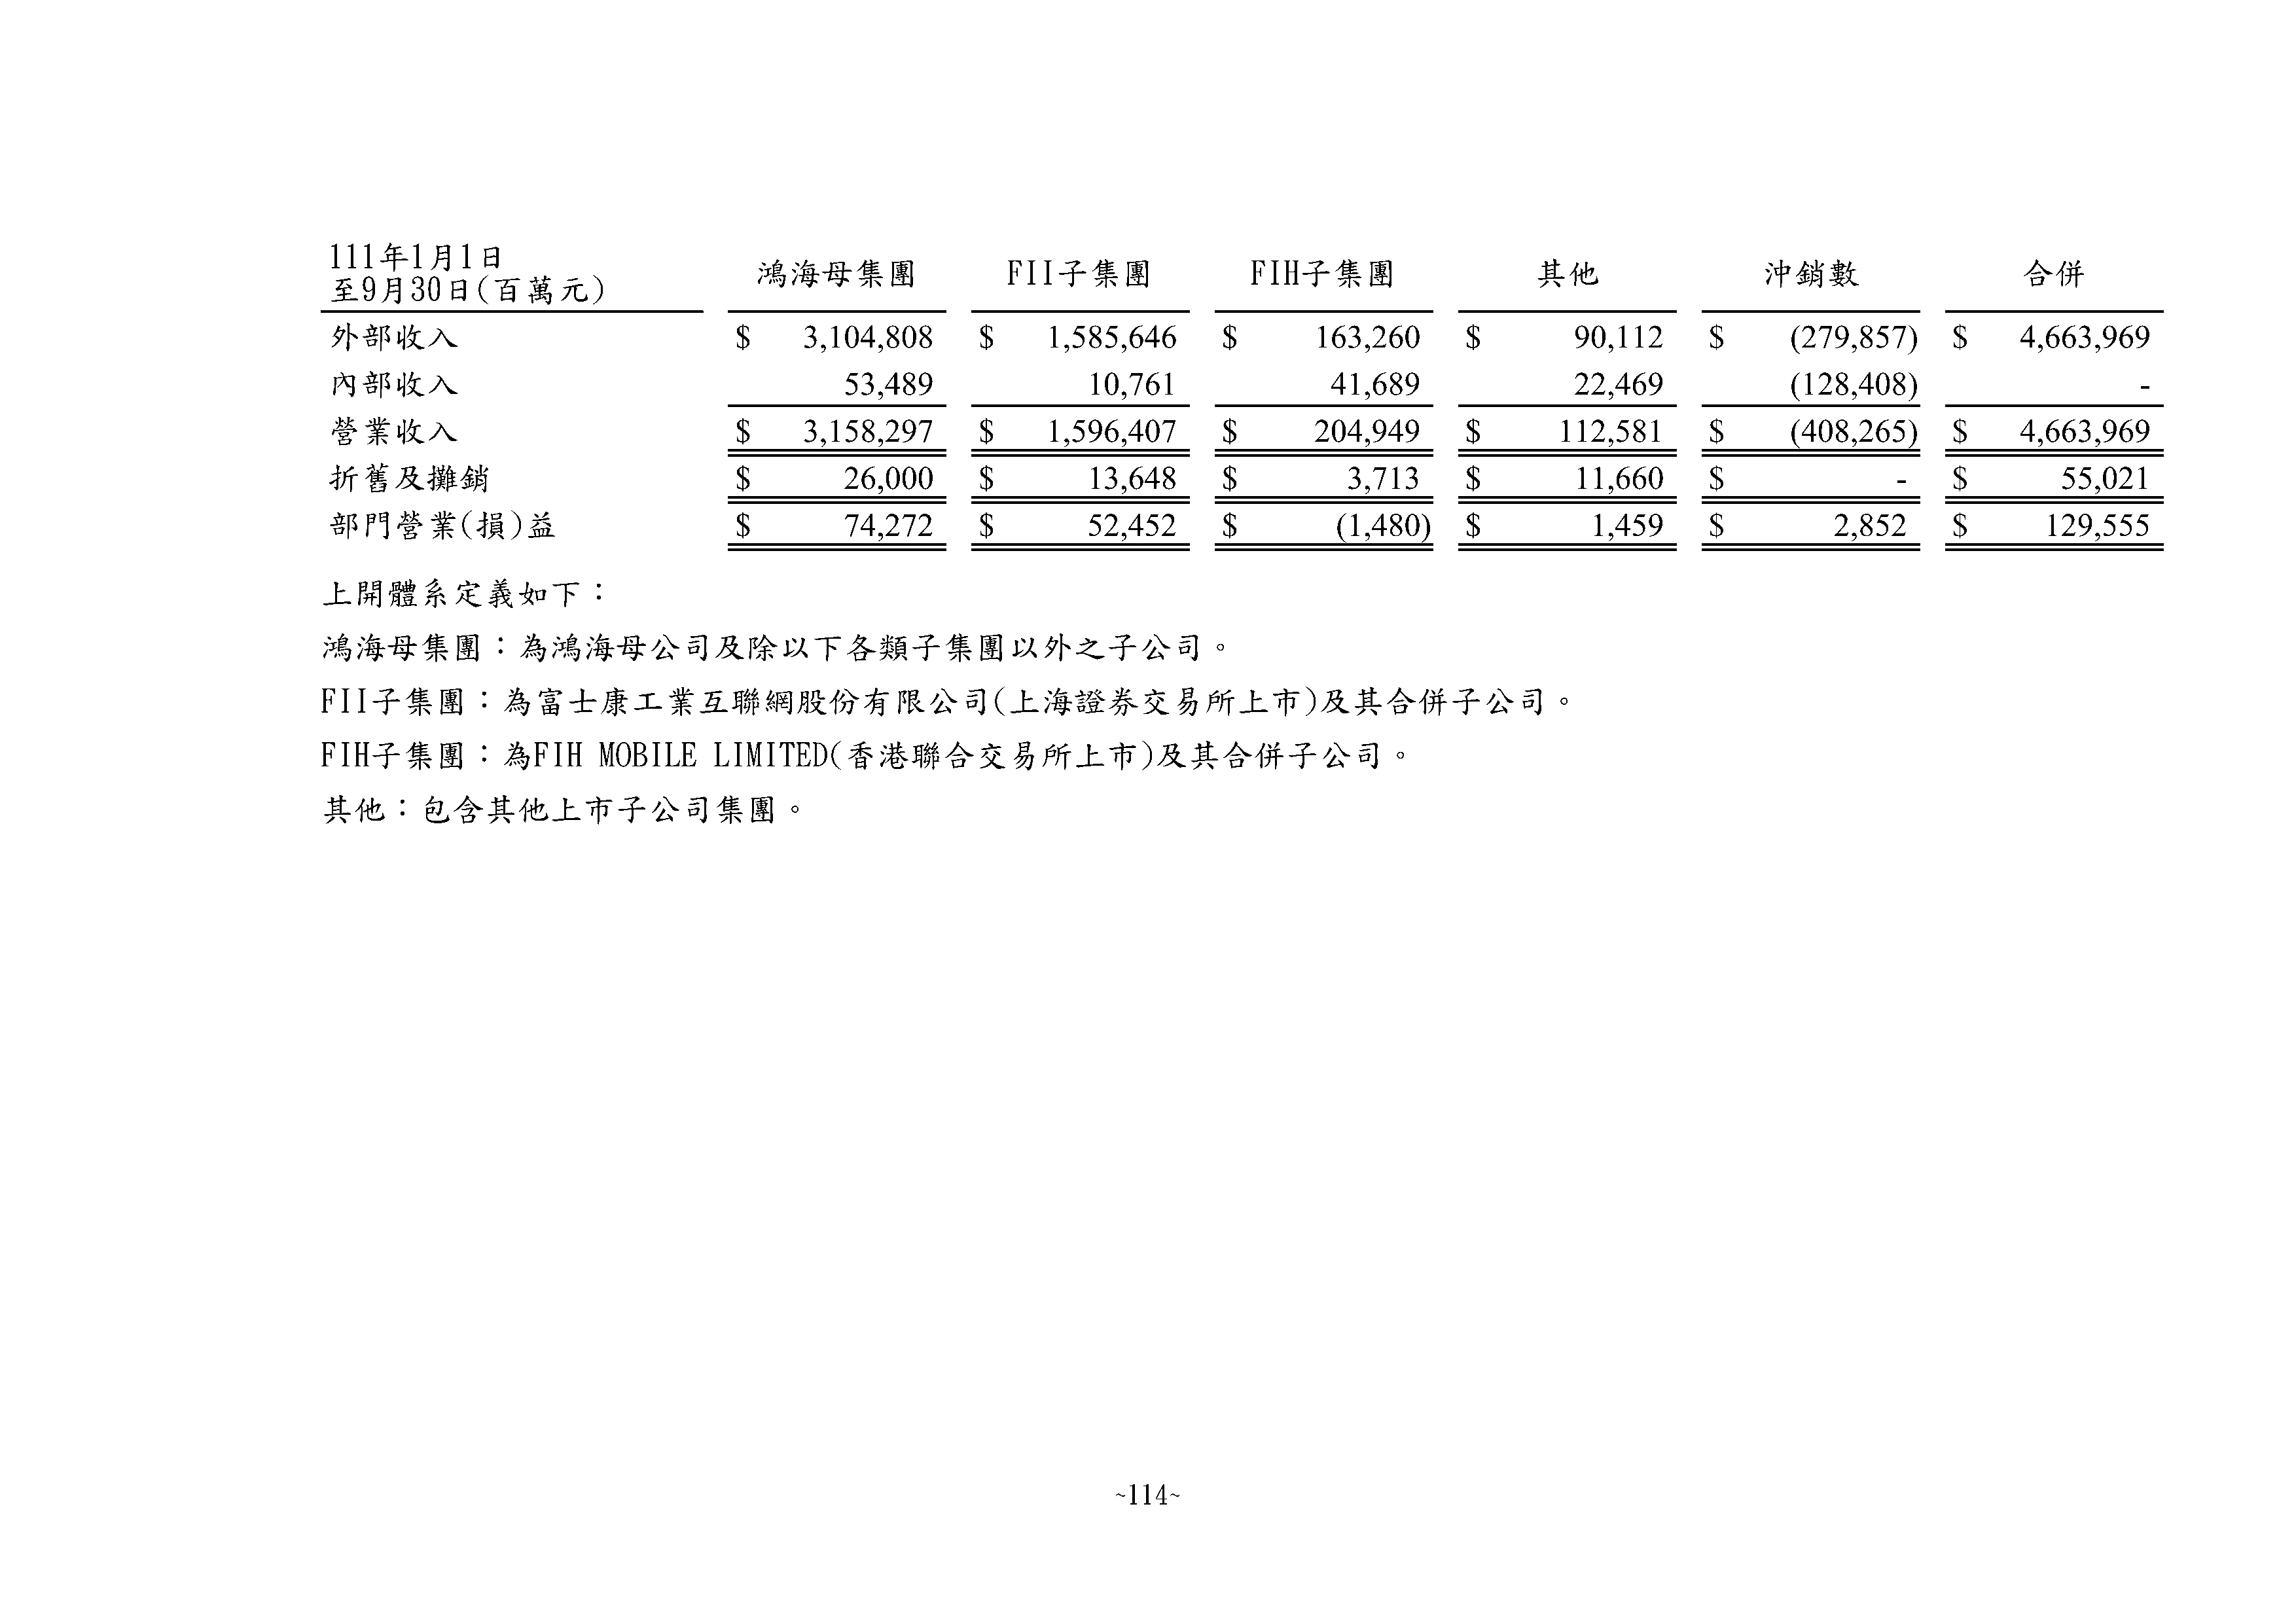 111年1月1日
至9月30日(百萬元) 鴻海母集團 FII子集團 FIH子集團 其他 沖銷數 合併
外部收入 $ 3,104,808 $ 1,585,646 $ 163,260 $ 90,112 $ (279,857) $ 4,663,969
內部收入 53,489 10,761 41,689 22,469 (128,408) -
營業收入 $ 3,158,297 $ 1,596,407 $ 204,949 $ 112,581 $ (408,265) $ 4,663,969
折舊及攤銷 $ 26,000 $ 13,648 $ 3,713 $ 11,660 $ - $ 55,021
部門營業(損)益 $ 74,272 $ 52,452 $ (1,480) $ 1,459 $ 2,852 $ 129,555
上開體系定義如下：
鴻海母集團：為鴻海母公司及除以下各類子集團以外之子公司。
FII子集團：為富士康工業互聯網股份有限公司(上海證券交易所上市)及其合併子公司。
FIH子集團：為FIH MOBILE LIMITED(香港聯合交易所上市)及其合併子公司。
其他：包含其他上市子公司集團。
~114~